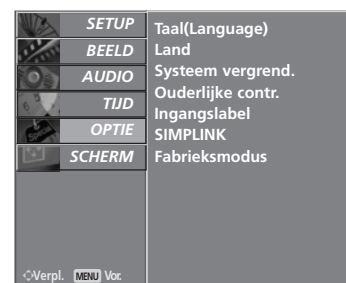 SETUP
BEELD
AUDIO
TIJD
OPTIE
SCHERM
Taal(Language)
Land
Systeem vergrend.
Ouderlijke contr.
Ingangslabel
SIMPLINK
Fabrieksmodus
Verpl. MENU Vor.